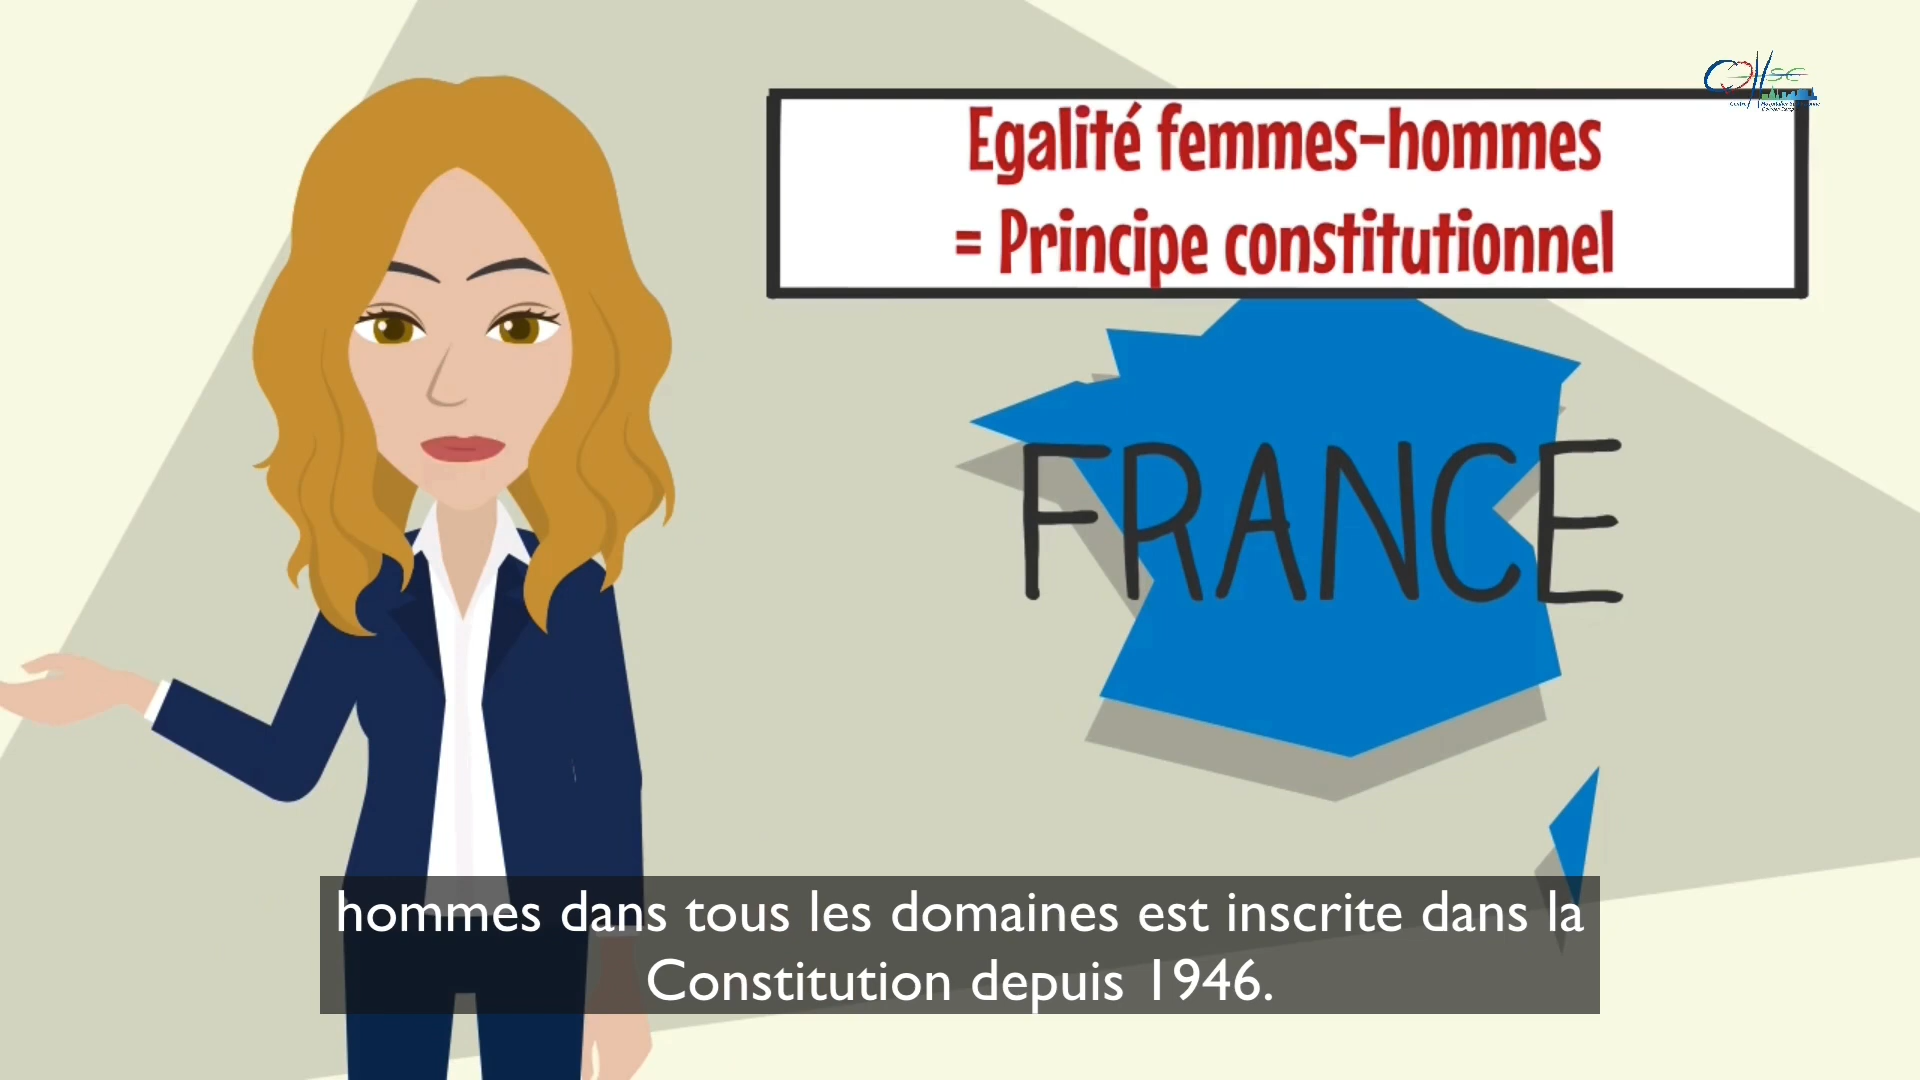 Egalité femmes-hommes
= Principe constitutionnel
FRANCE
hommes dans tous les domaines est inscrite dans la
Constitution depuis 1946.